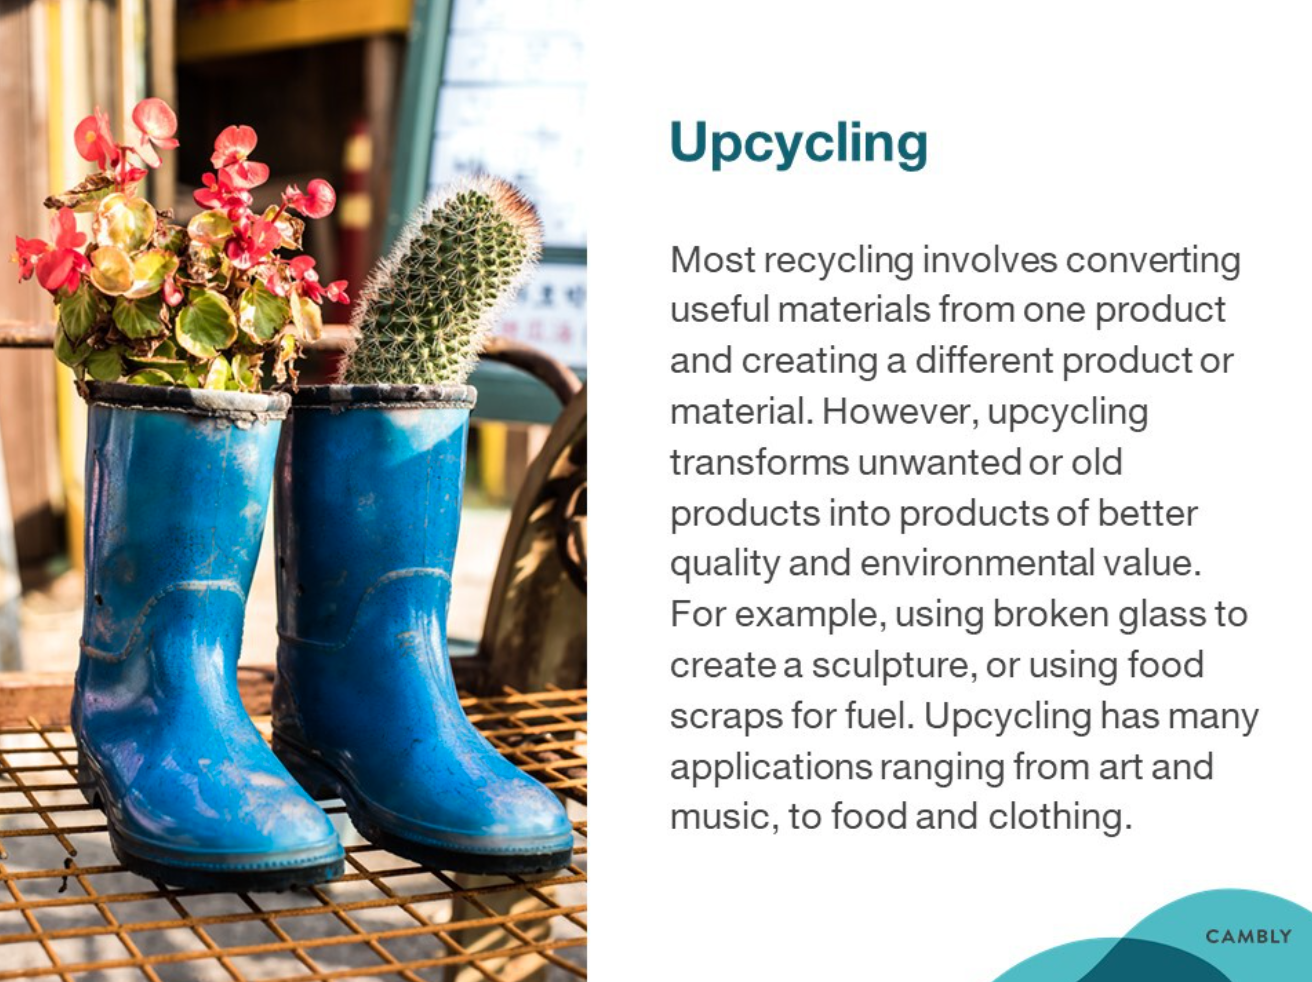 Upcycling
Most recycling involves converting
useful materials from one product
and creating a different product or
material. However, upcycling
transforms unwanted or old
products into products of better
quality and environmental value.
For example, using broken glass to
create a sculpture, or using food
scraps for fuel. Upcycling has many
applications ranging from art and
music, to food and clothing.
CAMBLY